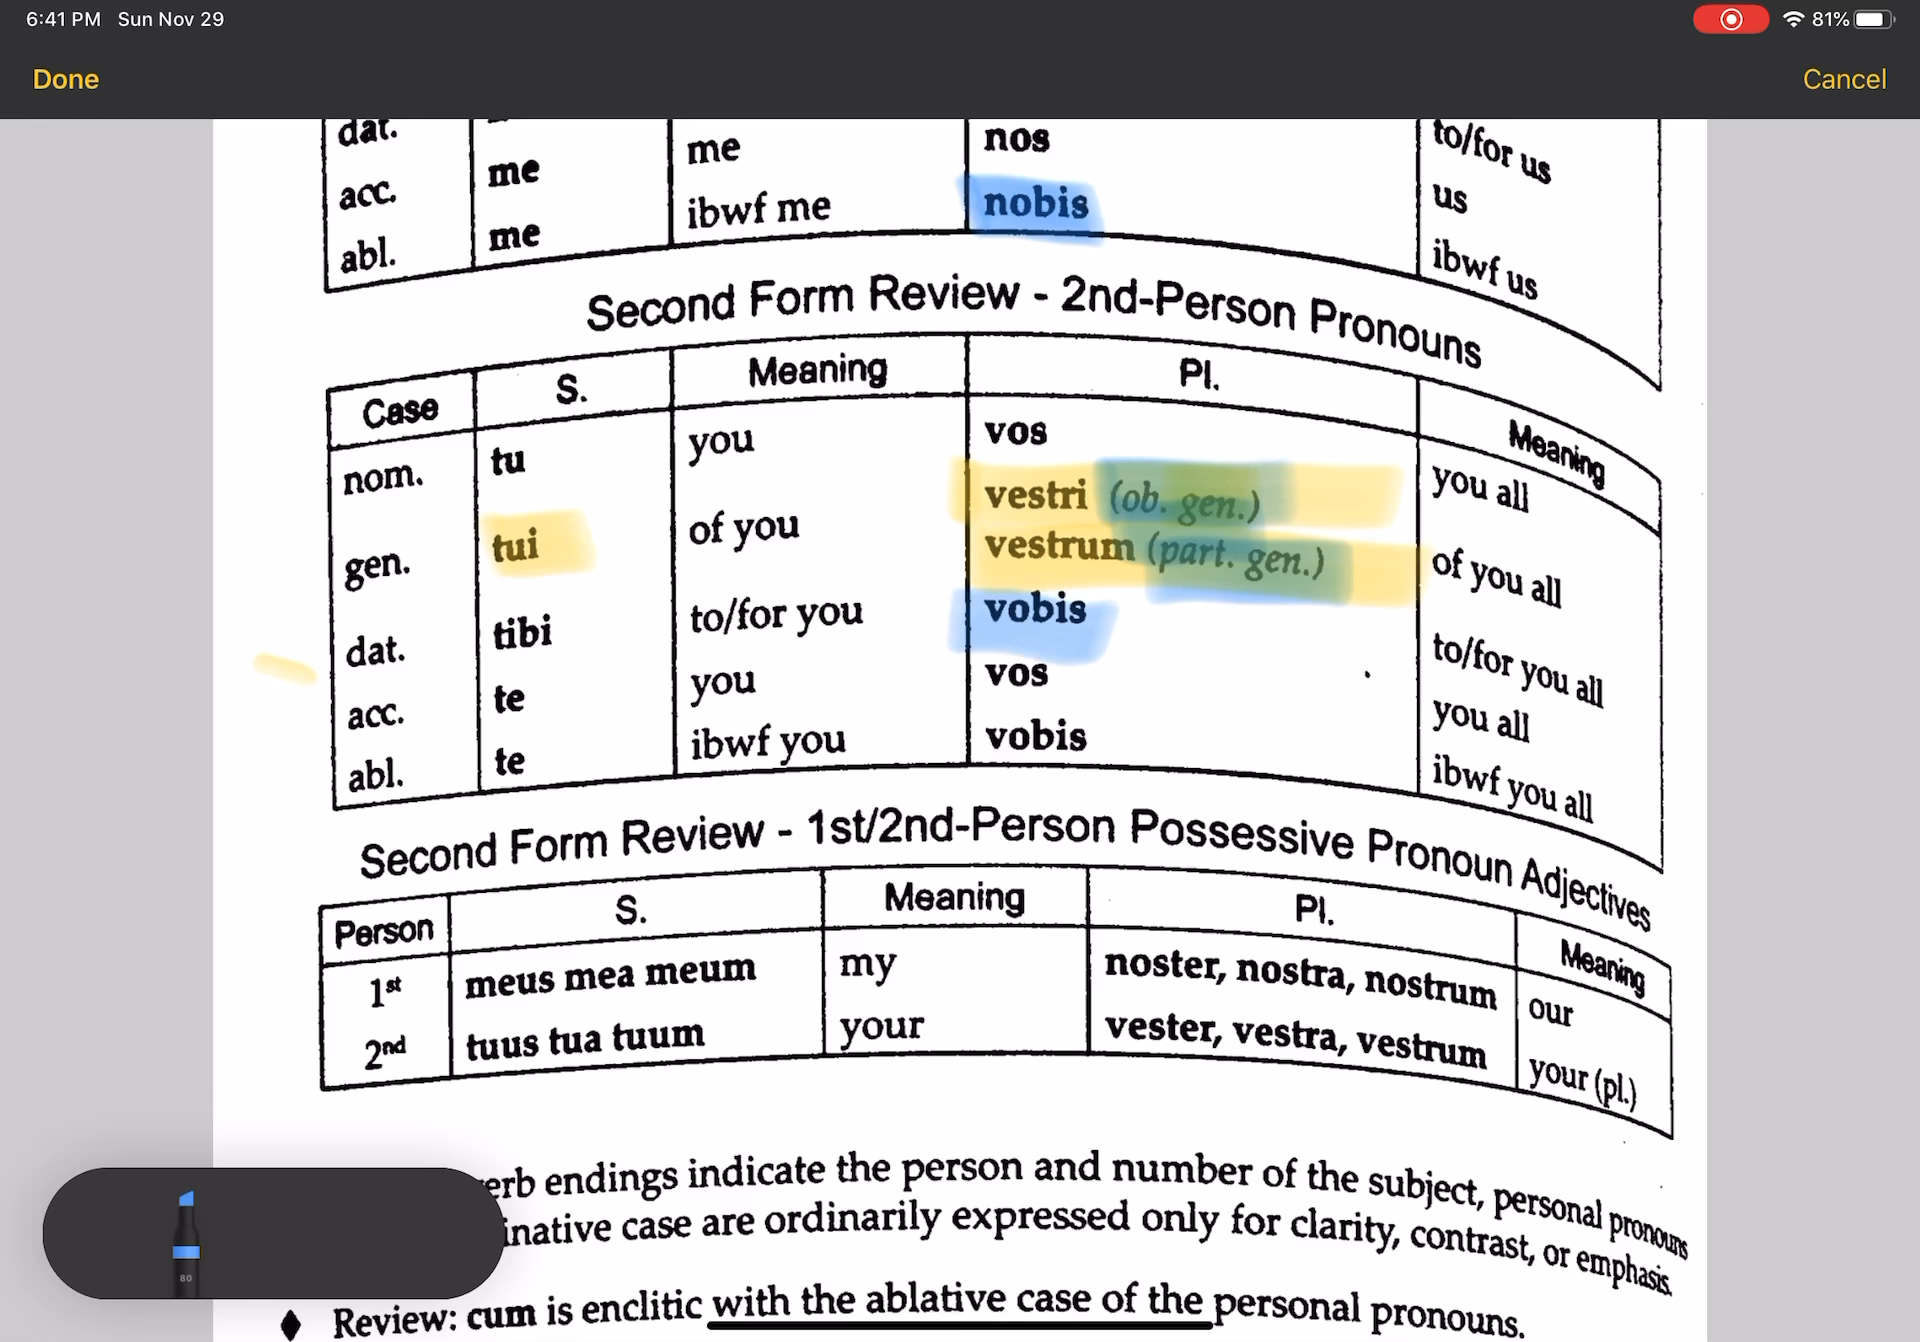 6:41 PM Sun Nov 29 81%
Done Cancel
dat. nos to/for us
acc. me me us
abl. me ibwf me nobis ibwf us
Second Form Review - 2nd-Person Pronouns
Case S. Meaning Pl. Meaning
nom. tu you vos you all
gen. tui of you vestri (ob. gen.) of you all
vestrum (part. gen.)
dat. tibi to/for you vobis to/for you all
acc. te you vos you all
abl. te ibwf you vobis ibwf you all
Second Form Review - 1st/2nd-Person Possessive Pronoun Adjectives
Person S. Meaning Pl. Meaning
1st meus mea meum my noster, nostra, nostrum our
2nd tuus tua tuum your vester, vestra, vestrum your (pl.)
erb endings indicate the person and number of the subject, personal pronouns
inative case are ordinarily expressed only for clarity, contrast, or emphasis.
80
♦ Review: cum is enclitic with the ablative case of the personal pronouns.